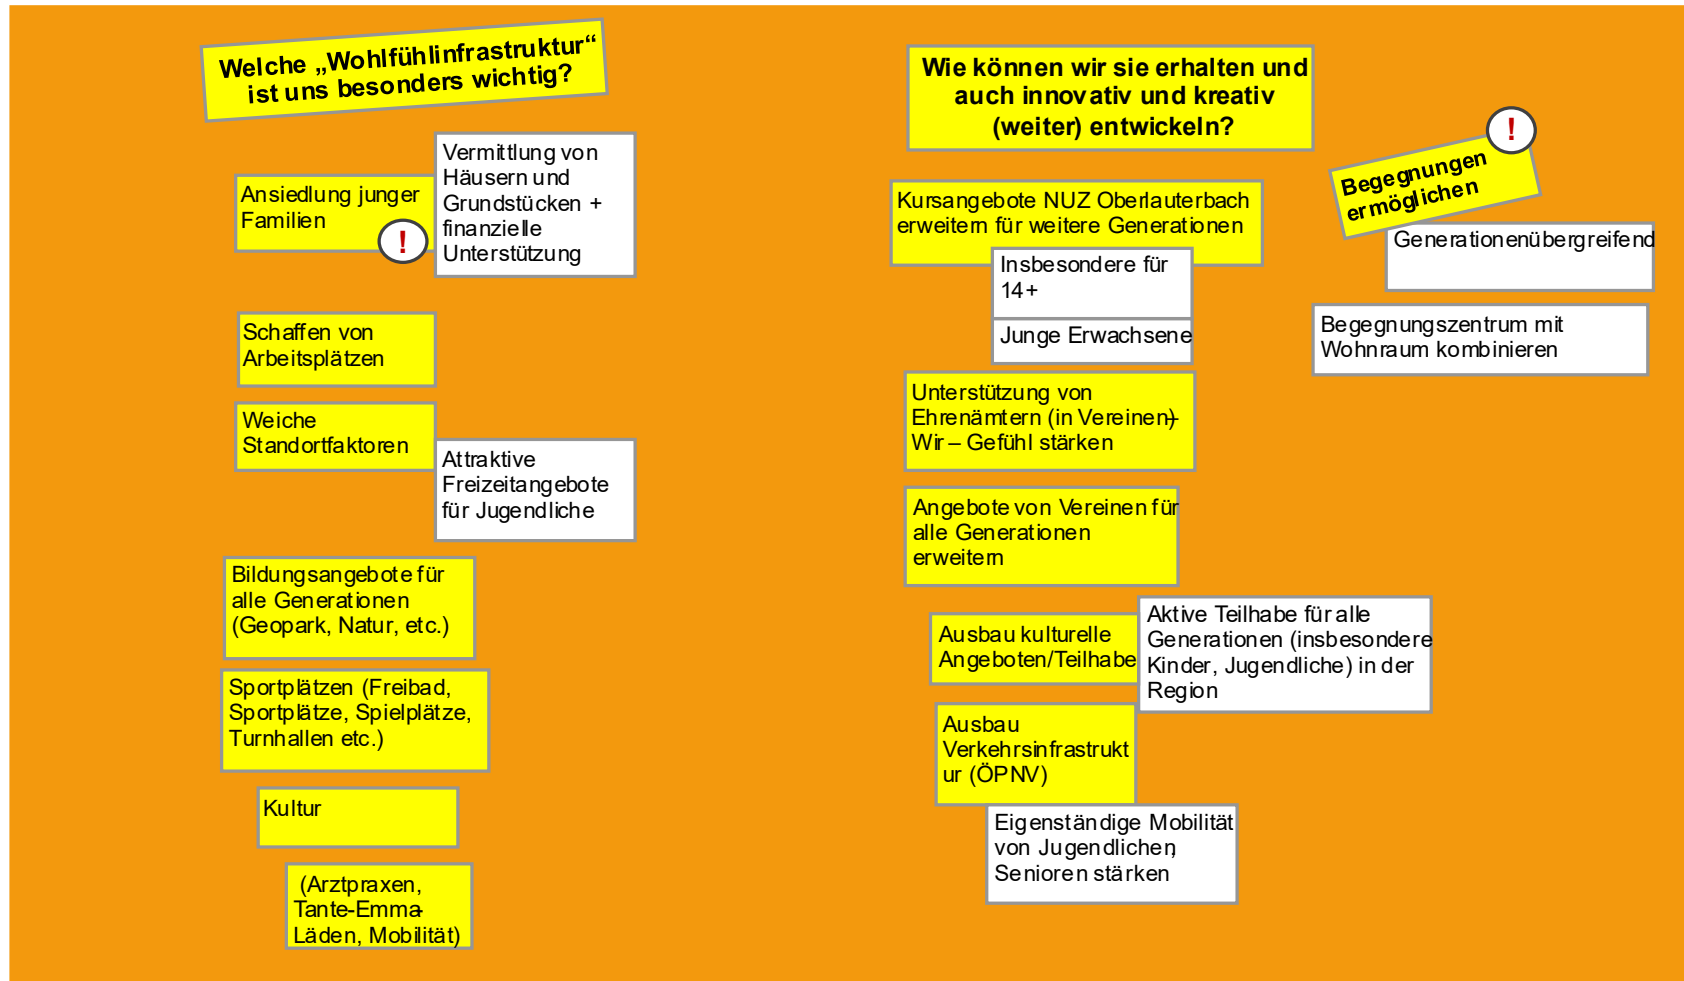 Welche „Wohlfühlinfrastruktur“
ist uns besonders wichtig?
Ansiedlung junger
Familien
!
Vermittlung von
Häusern und
Grundstücken +
finanzielle
Unterstützung
Schaffen von
Arbeitsplätzen
Weiche
Standortfaktoren
Attraktive
Freizeitangebote
für Jugendliche
Bildungsangebote für
alle Generationen
(Geopark, Natur, etc.)
Sportplätzen (Freibad,
Sportplätze, Spielplätze,
Turnhallen etc.)
Kultur
(Arztpraxen,
Tante-Emma-
Läden, Mobilität)
Wie können wir sie erhalten und
auch innovativ und kreativ
(weiter) entwickeln?
Kursangebote NUZ Oberlauterbach
erweitern für weitere Generationen
Insbesondere für
14+
Junge Erwachsene
Unterstützung von
Ehrenämtern (in Vereinen) –
Wir – Gefühl stärken
Angebote von Vereinen für
alle Generationen
erweitern
Ausbau kulturelle
Angeboten/Teilhabe
Aktive Teilhabe für alle
Generationen (insbesondere
Kinder, Jugendliche) in der
Region
Ausbau
Verkehrsinfrastrukt
ur (ÖPNV)
Eigenständige Mobilität
von Jugendlichen,
Senioren stärken
!
Begegnungen
ermöglichen
Generationenübergreifend
Begegnungszentrum mit
Wohnraum kombinieren